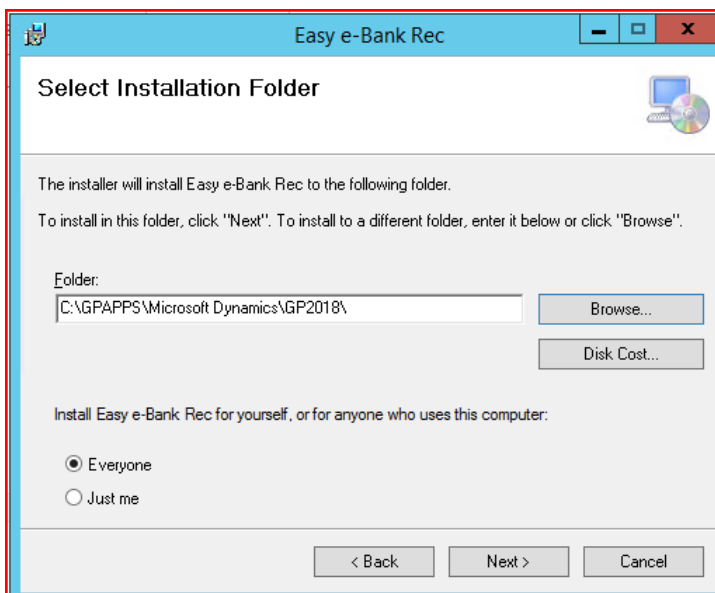 Easy e-Bank Rec
Select Installation Folder
The installer will install Easy e-Bank Rec to the following folder.
To install in this folder, click "Next". To install to a different folder, enter it below or click "Browse".
Folder:
C:\GPAPPS\Microsoft Dynamics\GP2018\
Browse...
Disk Cost...
Install Easy e-Bank Rec for yourself, or for anyone who uses this computer:
Everyone
Just me
< Back Next > Cancel